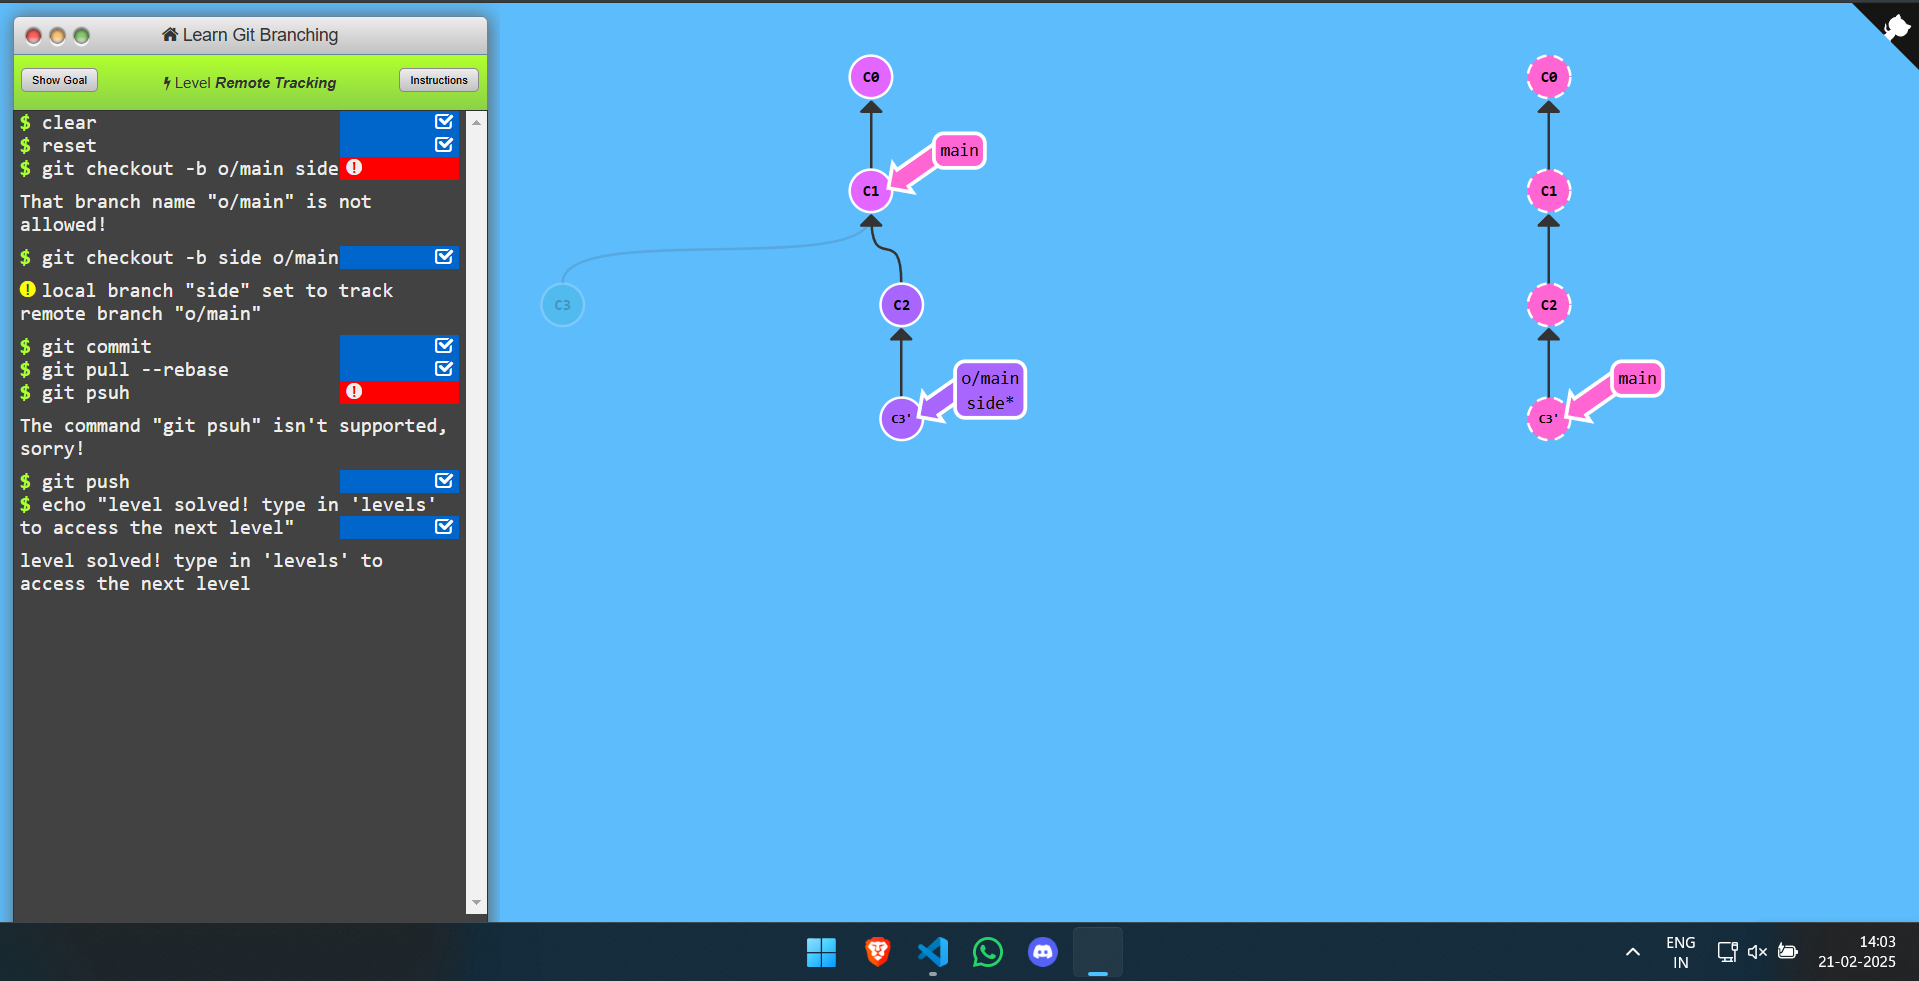 Learn Git Branching
Show Goal
Level Remote Tracking
Instructions
$ clear
$ reset
$ git checkout -b o/main side
That branch name "o/main" is not
allowed!
$ git checkout -b side o/main
local branch "side" set to track
remote branch "o/main"
$ git commit
$ git pull --rebase
$ git psuh
The command "git psuh" isn't supported,
sorry!
$ git push
$ echo "level solved! type in 'levels'
to access the next level"
level solved! type in 'levels' to
access the next level
C0
main
C1
C3
C2
o/main
side*
C3'
C0
C1
C2
main
C3'
ENG
IN
14:03
21-02-2025